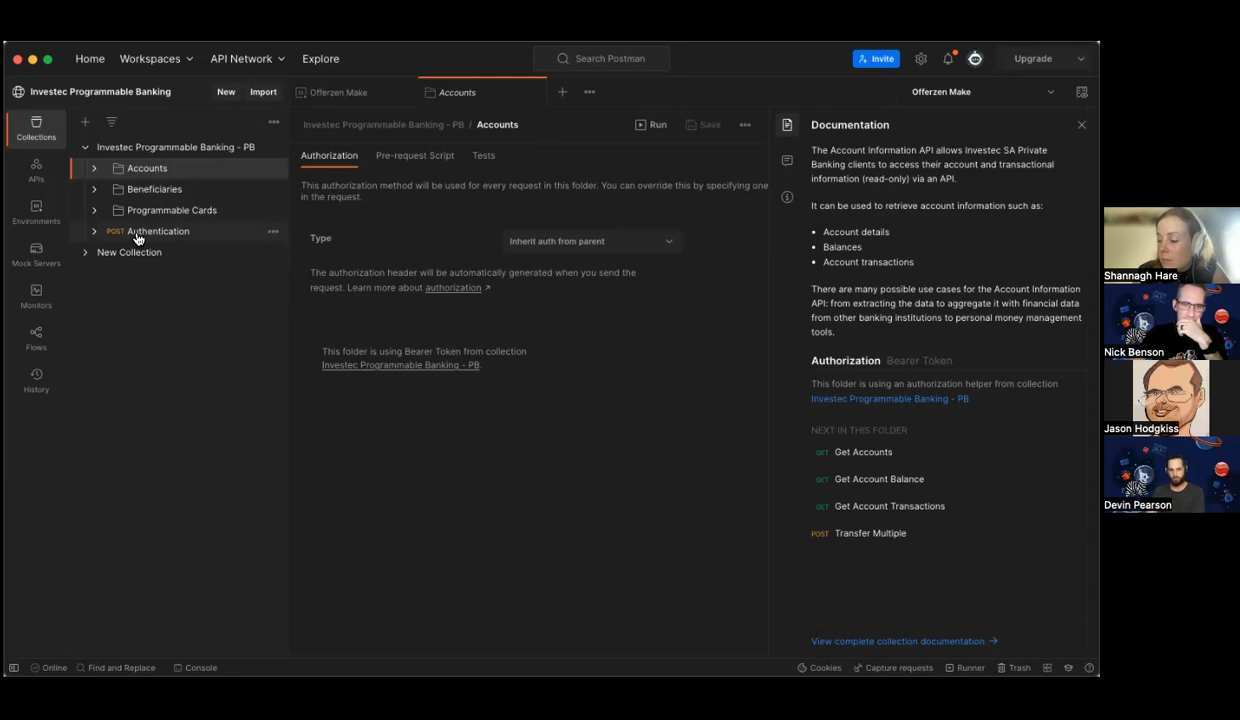 Home
Workspaces
API Network
Explore
Search Postman
Invite
Upgrade
Investec Programmable Banking
New
Import
Offerzen Make
Accounts
Offerzen Make
Collections
APIs
Environments
Mock Servers
Monitors
Flows
History
Investec Programmable Banking - PB
Accounts
Beneficiaries
Programmable Cards
POST Authentication
New Collection
Investec Programmable Banking - PB / Accounts
Run
Save
Authorization
Pre-request Script
Tests
This authorization method will be used for every request in this folder. You can override this by specifying one
in the request.
Type
Inherit auth from parent
The authorization header will be automatically generated when you send the
request. Learn more about authorization ↗
This folder is using Bearer Token from collection
Investec Programmable Banking - PB.
Documentation
The Account Information API allows Investec SA Private
Banking clients to access their account and transactional
information (read-only) via an API.
It can be used to retrieve account information such as:
• Account details
• Balances
• Account transactions
There are many possible use cases for the Account Information
API: from extracting the data to aggregate it with financial data
from other banking institutions to personal money management
tools.
Authorization Bearer Token
This folder is using an authorization helper from collection
Investec Programmable Banking - PB
NEXT IN THIS FOLDER
GET Get Accounts
GET Get Account Balance
GET Get Account Transactions
POST Transfer Multiple
View complete collection documentation →
Online
Find and Replace
Console
Cookies
Capture requests
Runner
Trash
Shannagh Hare
Nick Benson
Jason Hodgkiss
Devin Pearson